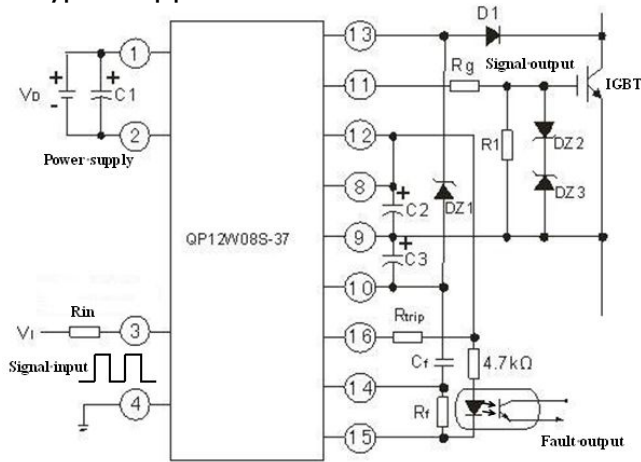 13
D1
1
Rg
Signal output
11
IGBT
VD
+
-
+
C1
12
R1
DZ2
2
Power supply
8
+
C2
DZ1
DZ3
QP12W08S-37
9
+
C3
10
Rin
Rtrip
VI
3
16
Signal input
Cf
4.7kΩ
4
14
Rf
15
Fault output